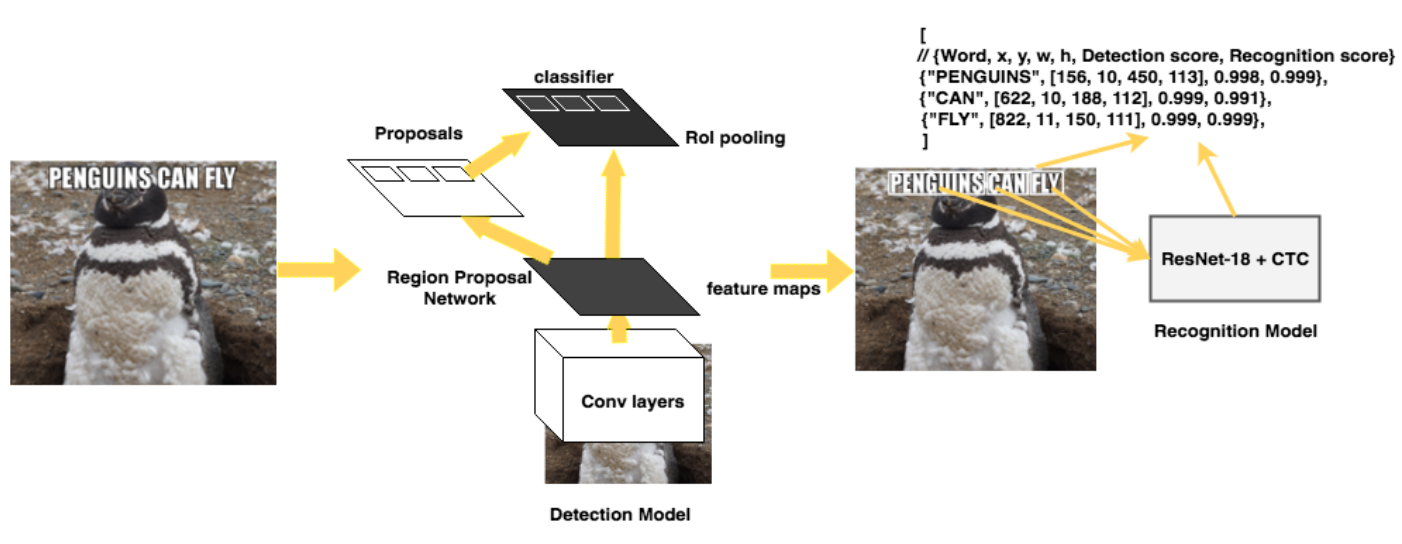 PENGUINS CAN FLY
classifier
Proposals
RoI pooling
Region Proposal
Network
feature maps
Conv layers
Detection Model
[
// {Word, x, y, w, h, Detection score, Recognition score}
{"PENGUINS", [156, 10, 450, 113], 0.998, 0.999},
{"CAN", [622, 10, 188, 112], 0.999, 0.991},
{"FLY", [822, 11, 150, 111], 0.999, 0.999},
]
PENGUINS CAN FLY
ResNet-18 + CTC
Recognition Model